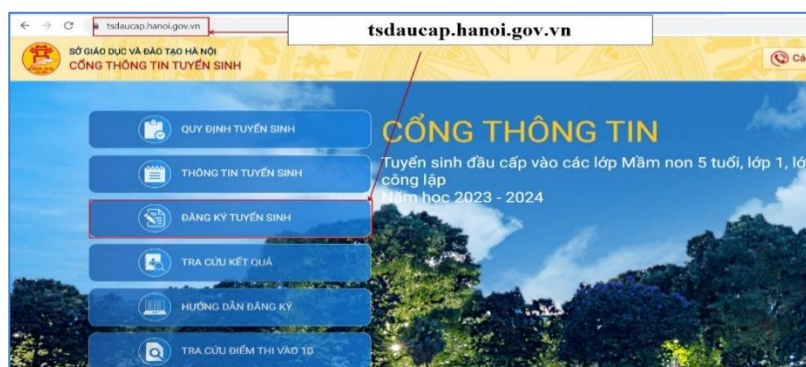 tsdaucap.hanoi.gov.vn
tsdaucap.hanoi.gov.vn
SỞ GIÁO DỤC VÀ ĐÀO TẠO HÀ NỘI
CỔNG THÔNG TIN TUYỂN SINH
QUY ĐỊNH TUYỂN SINH
THÔNG TIN TUYỂN SINH
ĐĂNG KÝ TUYỂN SINH
TRA CỨU KẾT QUẢ
HƯỚNG DẪN ĐĂNG KÝ
TRA CỨU ĐIỂM THI VÀO 10
CỔNG THÔNG TIN
Tuyển sinh đầu cấp vào các lớp Mầm non 5 tuổi, lớp 1,
công lập
Năm học 2023 - 2024